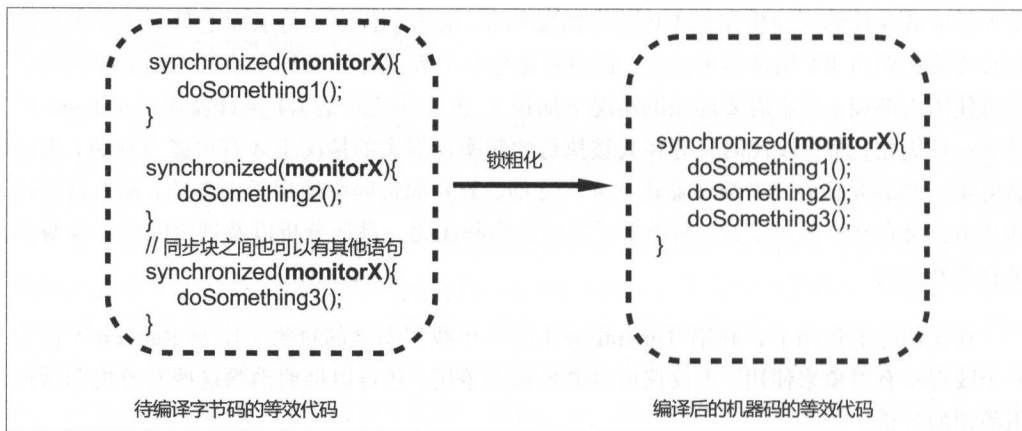 synchronized(monitorX){
doSomething1();
}
synchronized(monitorX){
doSomething2();
}
// 同步块之间也可以有其他语句
synchronized(monitorX){
doSomething3();
}
锁粗化
synchronized(monitorX){
doSomething1();
doSomething2();
doSomething3();
}
待编译字节码的等效代码
编译后的机器码的等效代码